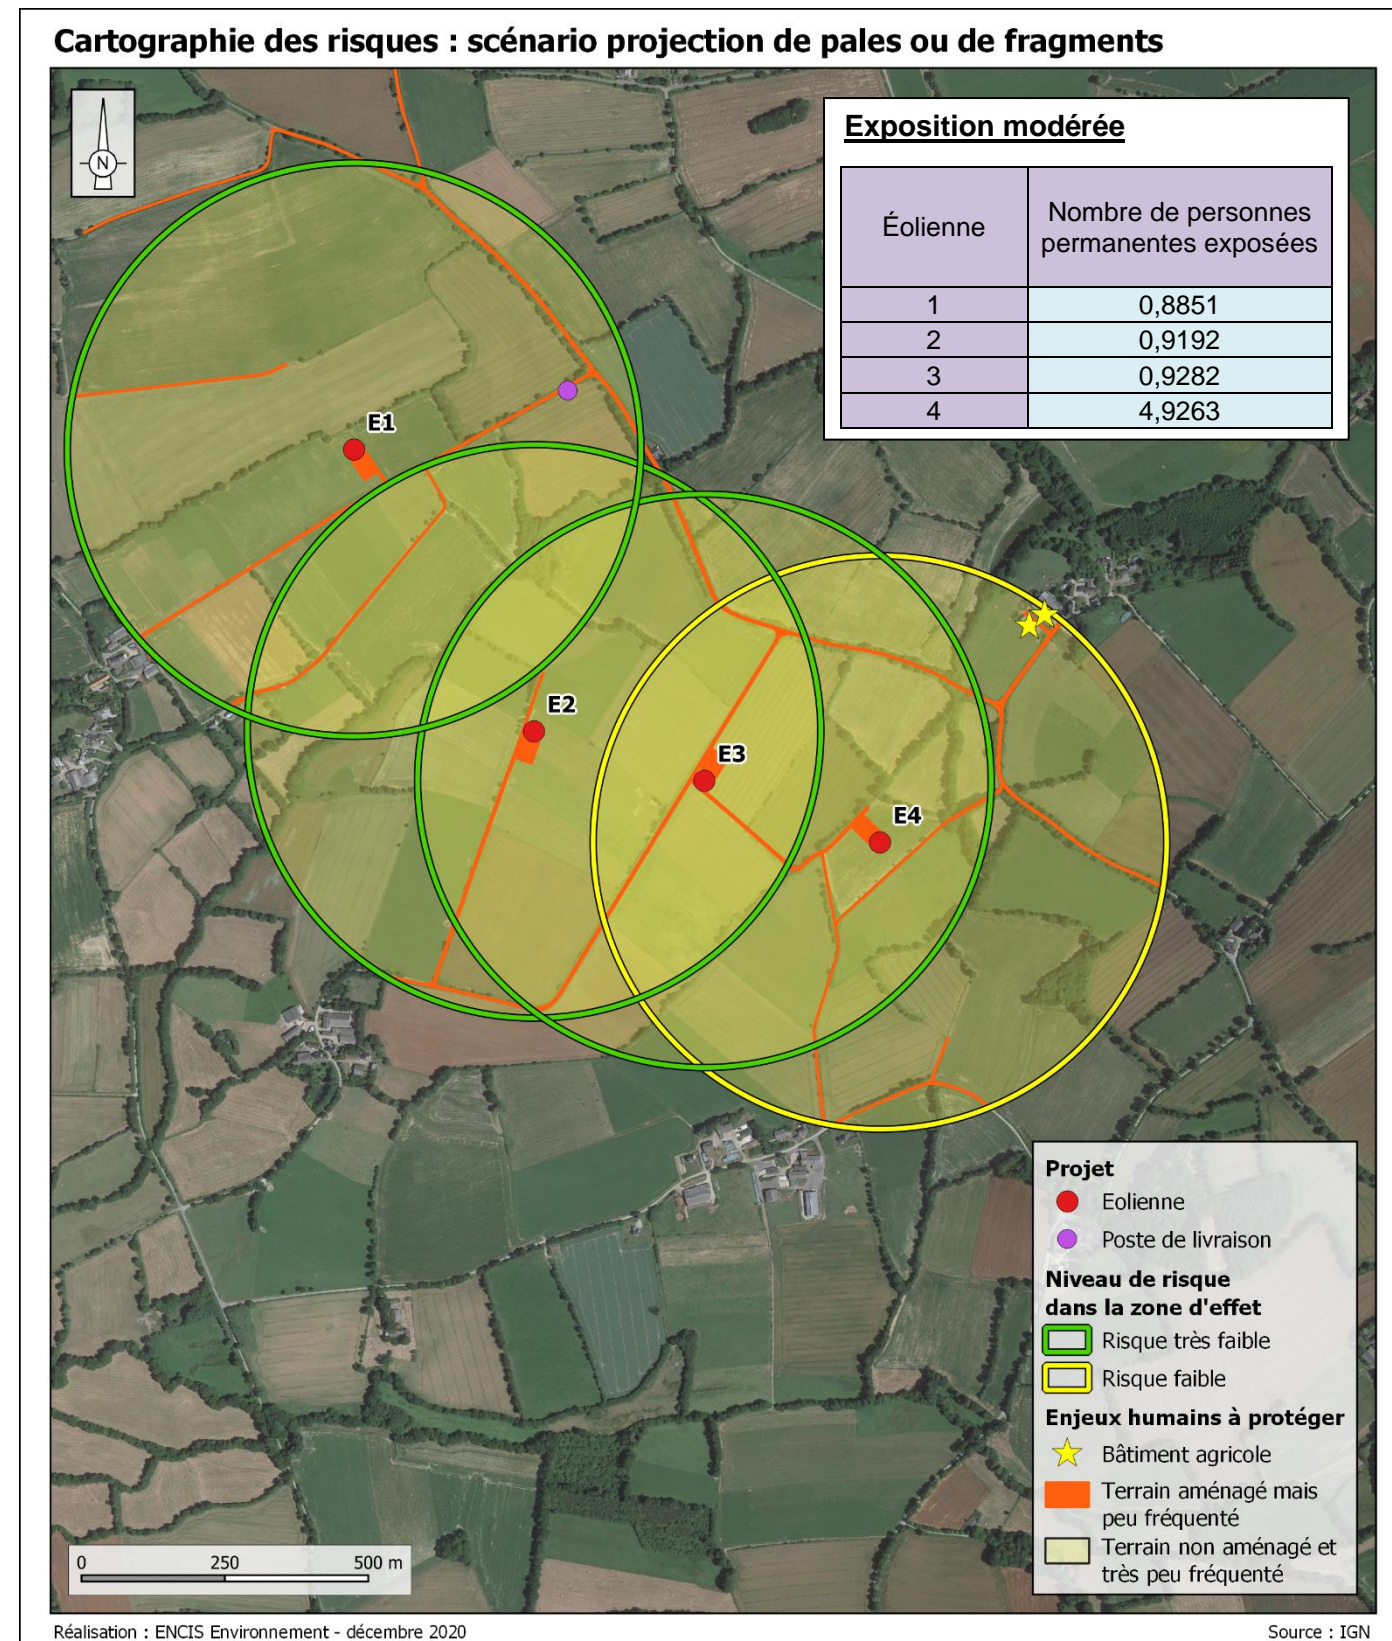 Cartographie des risques : scénario projection de pales ou de fragments
N
Exposition modérée
Éolienne
Nombre de personnes
permanentes exposées
1 0,8851
2 0,9192
3 0,9282
4 4,9263
E1
E2
E3
E4
Projet
Eolienne
Poste de livraison
Niveau de risque
dans la zone d'effet
Risque très faible
Risque faible
Enjeux humains à protéger
Bâtiment agricole
Terrain aménagé mais
peu fréquenté
Terrain non aménagé et
très peu fréquenté
0 250 500 m
Réalisation : ENCIS Environnement - décembre 2020
Source : IGN